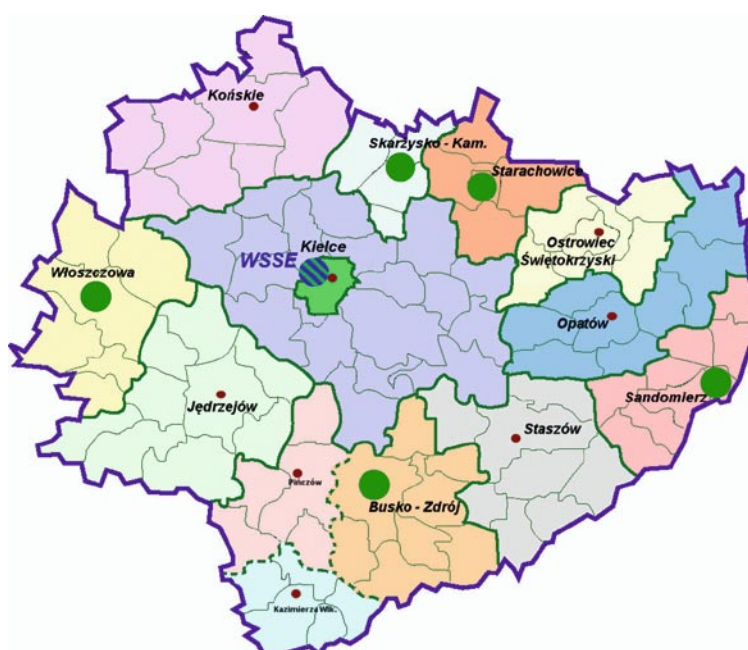 Końskie
Skarżysko - Kam.
Starachowice
Kielce
WSSE
Ostrowiec
Świętokrzyski
Włoszczowa
Opatów
Sandomierz
Jędrzejów
Staszów
Pińczów
Busko - Zdrój
Kazimierza Wlk.